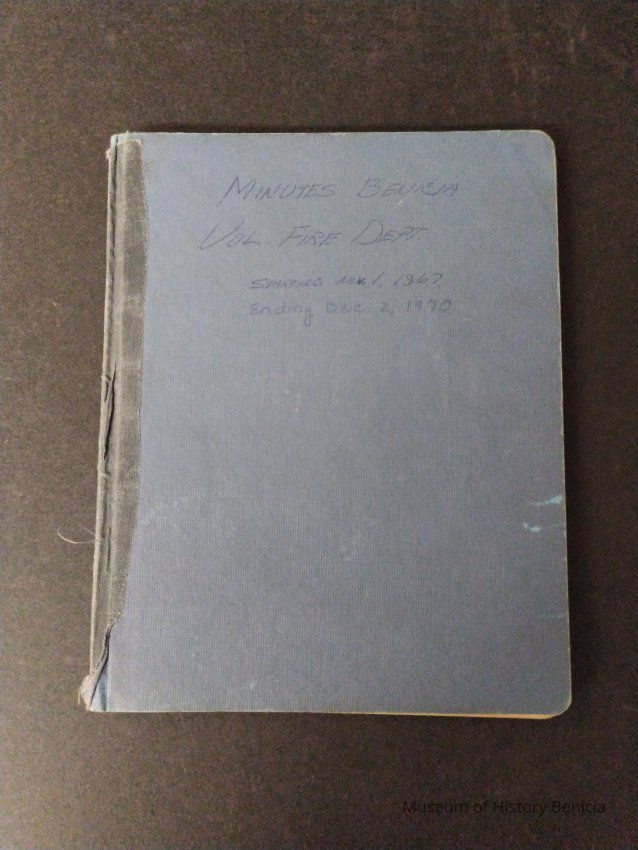 MINUTES BENICIA
VOL. FIRE DEPT.
STARTING NOV. 1, 1967
Ending Dec 2, 1970
Museum of History Benicia